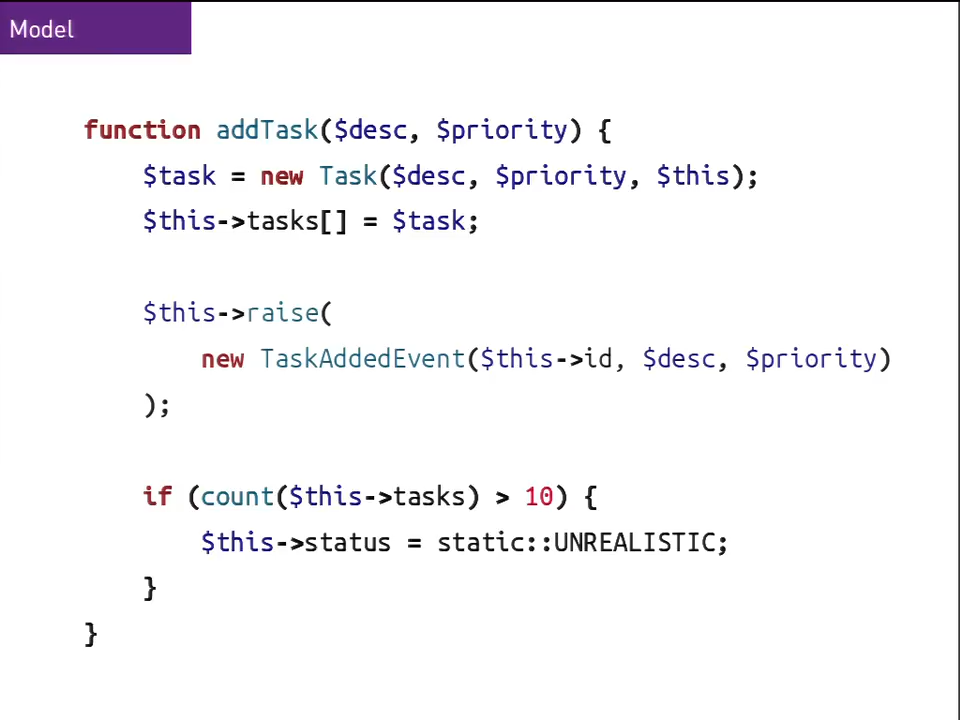 Model
function addTask($desc, $priority) {
    $task = new Task($desc, $priority, $this);
    $this->tasks[] = $task;
    $this->raise(
        new TaskAddedEvent($this->id, $desc, $priority)
    );
    if (count($this->tasks) > 10) {
        $this->status = static::UNREALISTIC;
    }
}